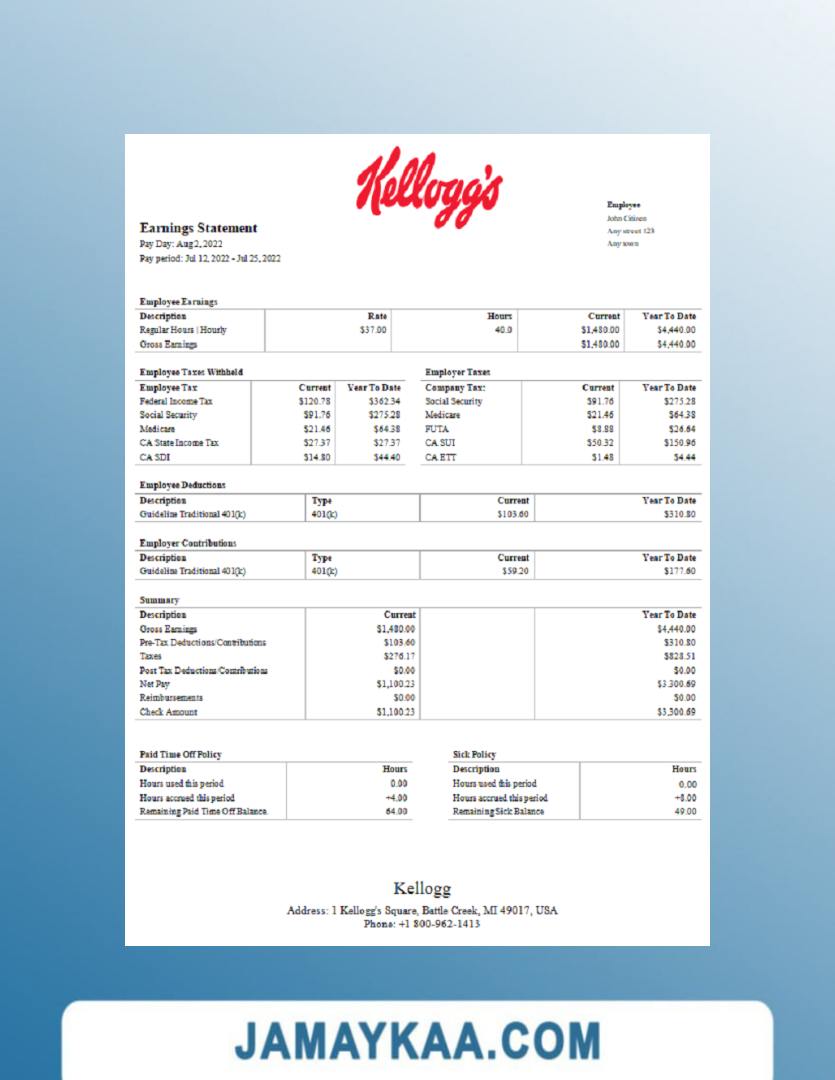 Kellogg's
Employee
John Citizen
Any street 123
Any town
Earnings Statement
Pay Day: Aug 2, 2022
Pay period: Jul 12, 2022 - Jul 25, 2022
Employee Earnings
Description Rate Hours Current Year To Date
Regular Hours | Hourly $37.00 40.0 $1,480.00 $4,440.00
Gross Earnings $1,480.00 $4,440.00
Employee Taxes Withheld Employer Taxes
Employee Tax Current Year To Date Company Tax: Current Year To Date
Federal Income Tax $120.78 $362.34 Social Security $91.76 $275.28
Social Security $91.76 $275.28 Medicare $21.46 $64.38
Medicare $21.46 $64.38 FUTA $8.88 $26.64
CA State Income Tax $27.37 $27.37 CA SUI $50.32 $150.96
CA SDI $14.80 $44.40 CA ETT $1.48 $4.44
Employee Deductions
Description Type Current Year To Date
Guideline Traditional 401(k) 401(k) $103.60 $310.80
Employer Contributions
Description Type Current Year To Date
Guideline Traditional 401(k) 401(k) $59.20 $177.60
Summary
Description Current Year To Date
Gross Earnings $1,480.00 $4,440.00
Pre-Tax Deductions/Contributions $103.60 $310.80
Taxes $276.17 $828.51
Post Tax Deductions/Contributions $0.00 $0.00
Net Pay $1,100.23 $3 300.69
Reimbursements $0.00 $0.00
Check Amount $1,100.23 $3,300.69
Paid Time Off Policy Sick Policy
Description Hours Description Hours
Hours used this period 0.00 Hours used this period 0.00
Hours accrued this period +4.00 Hours accrued this period +8.00
Remaining Paid Time Off Balance 64.00 Remaining Sick Balance 49.00
Kellogg
Address: 1 Kellogg's Square, Battle Creek, MI 49017, USA
Phone: +1 800-962-1413
JAMAYKAA.COM